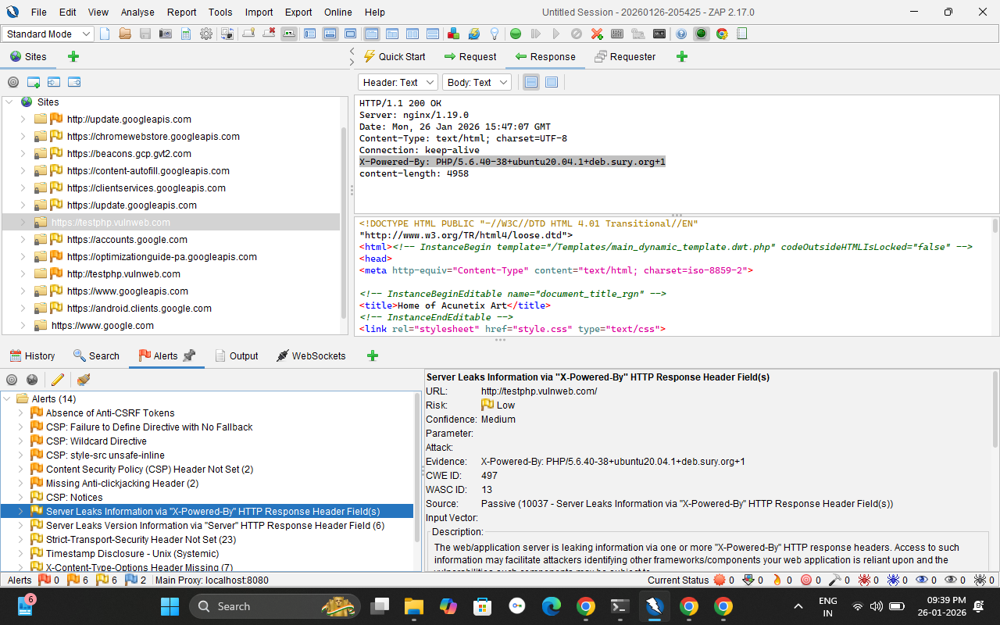 File Edit View Analyse Report Tools Import Export Online Help
Untitled Session - 20260126-205425 - ZAP 2.17.0
Standard Mode
Sites
Quick Start
Request
Response
Requester
Header: Text
Body: Text
Sites
http://update.googleapis.com
https://chromewebstore.googleapis.com
https://beacons.gcp.gvt2.com
https://content-autofill.googleapis.com
https://clientservices.googleapis.com
https://update.googleapis.com
https://testphp.vulnweb.com
https://accounts.google.com
https://optimizationguide-pa.googleapis.com
http://testphp.vulnweb.com
https://www.googleapis.com
https://android.clients.google.com
https://www.google.com
HTTP/1.1 200 OK
Server: nginx/1.19.0
Date: Mon, 26 Jan 2026 15:47:07 GMT
Content-Type: text/html; charset=UTF-8
Connection: keep-alive
X-Powered-By: PHP/5.6.40-38+ubuntu20.04.1+deb.sury.org+1
content-length: 4958
<!DOCTYPE HTML PUBLIC "-//W3C//DTD HTML 4.01 Transitional//EN"
"http://www.w3.org/TR/html4/loose.dtd">
<html><!-- InstanceBegin template="/Templates/main_dynamic_template.dwt.php" codeOutsideHTMLIsLocked="false" -->
<head>
<meta http-equiv="Content-Type" content="text/html; charset=iso-8859-2">
<!-- InstanceBeginEditable name="document_title_rgn" -->
<title>Home of Acunetix Art</title>
<!-- InstanceEndEditable -->
<link rel="stylesheet" href="style.css" type="text/css">
History
Search
Alerts
Output
WebSockets
Alerts (14)
Absence of Anti-CSRF Tokens
CSP: Failure to Define Directive with No Fallback
CSP: Wildcard Directive
CSP: style-src unsafe-inline
Content Security Policy (CSP) Header Not Set (2)
Missing Anti-clickjacking Header (2)
CSP: Notices
Server Leaks Information via "X-Powered-By" HTTP Response Header Field(s)
Server Leaks Version Information via "Server" HTTP Response Header Field (6)
Strict-Transport-Security Header Not Set (23)
Timestamp Disclosure - Unix (Systemic)
X-Content-Type-Options Header Missing (7)
Server Leaks Information via "X-Powered-By" HTTP Response Header Field(s)
URL: http://testphp.vulnweb.com/
Risk: Low
Confidence: Medium
Parameter:
Attack:
Evidence: X-Powered-By: PHP/5.6.40-38+ubuntu20.04.1+deb.sury.org+1
CWE ID: 497
WASC ID: 13
Source: Passive (10037 - Server Leaks Information via "X-Powered-By" HTTP Response Header Field(s))
Input Vector:
Description:
The web/application server is leaking information via one or more "X-Powered-By" HTTP response headers. Access to such
information may facilitate attackers identifying other frameworks/components your web application is reliant upon and the
Alerts 0 6 6 2 Main Proxy: localhost:8080
Current Status 0 0 0 0 0 0 0 0 0 0
6
Search
ENG
IN
09:39 PM
26-01-2026